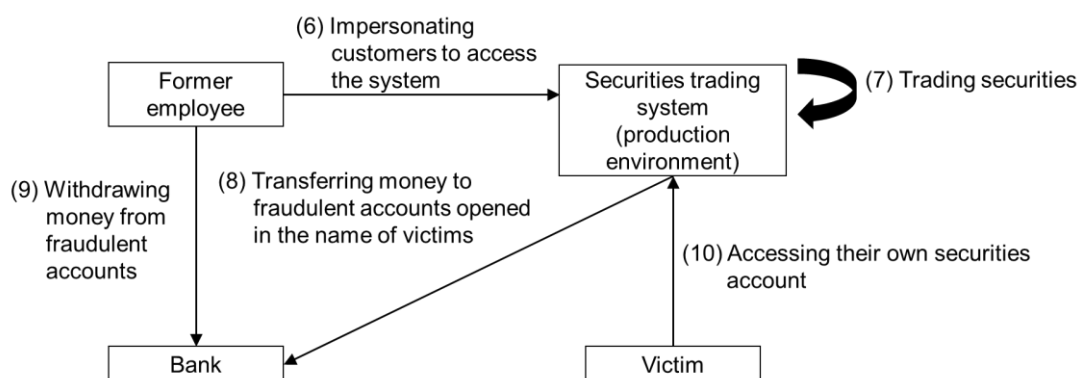 (6) Impersonating
customers to access
the system
Former
employee
Securities trading
system
(production
environment)
(7) Trading securities
(9) Withdrawing
money from
fraudulent
accounts
(8) Transferring money to
fraudulent accounts opened
in the name of victims
(10) Accessing their own securities
account
Bank
Victim